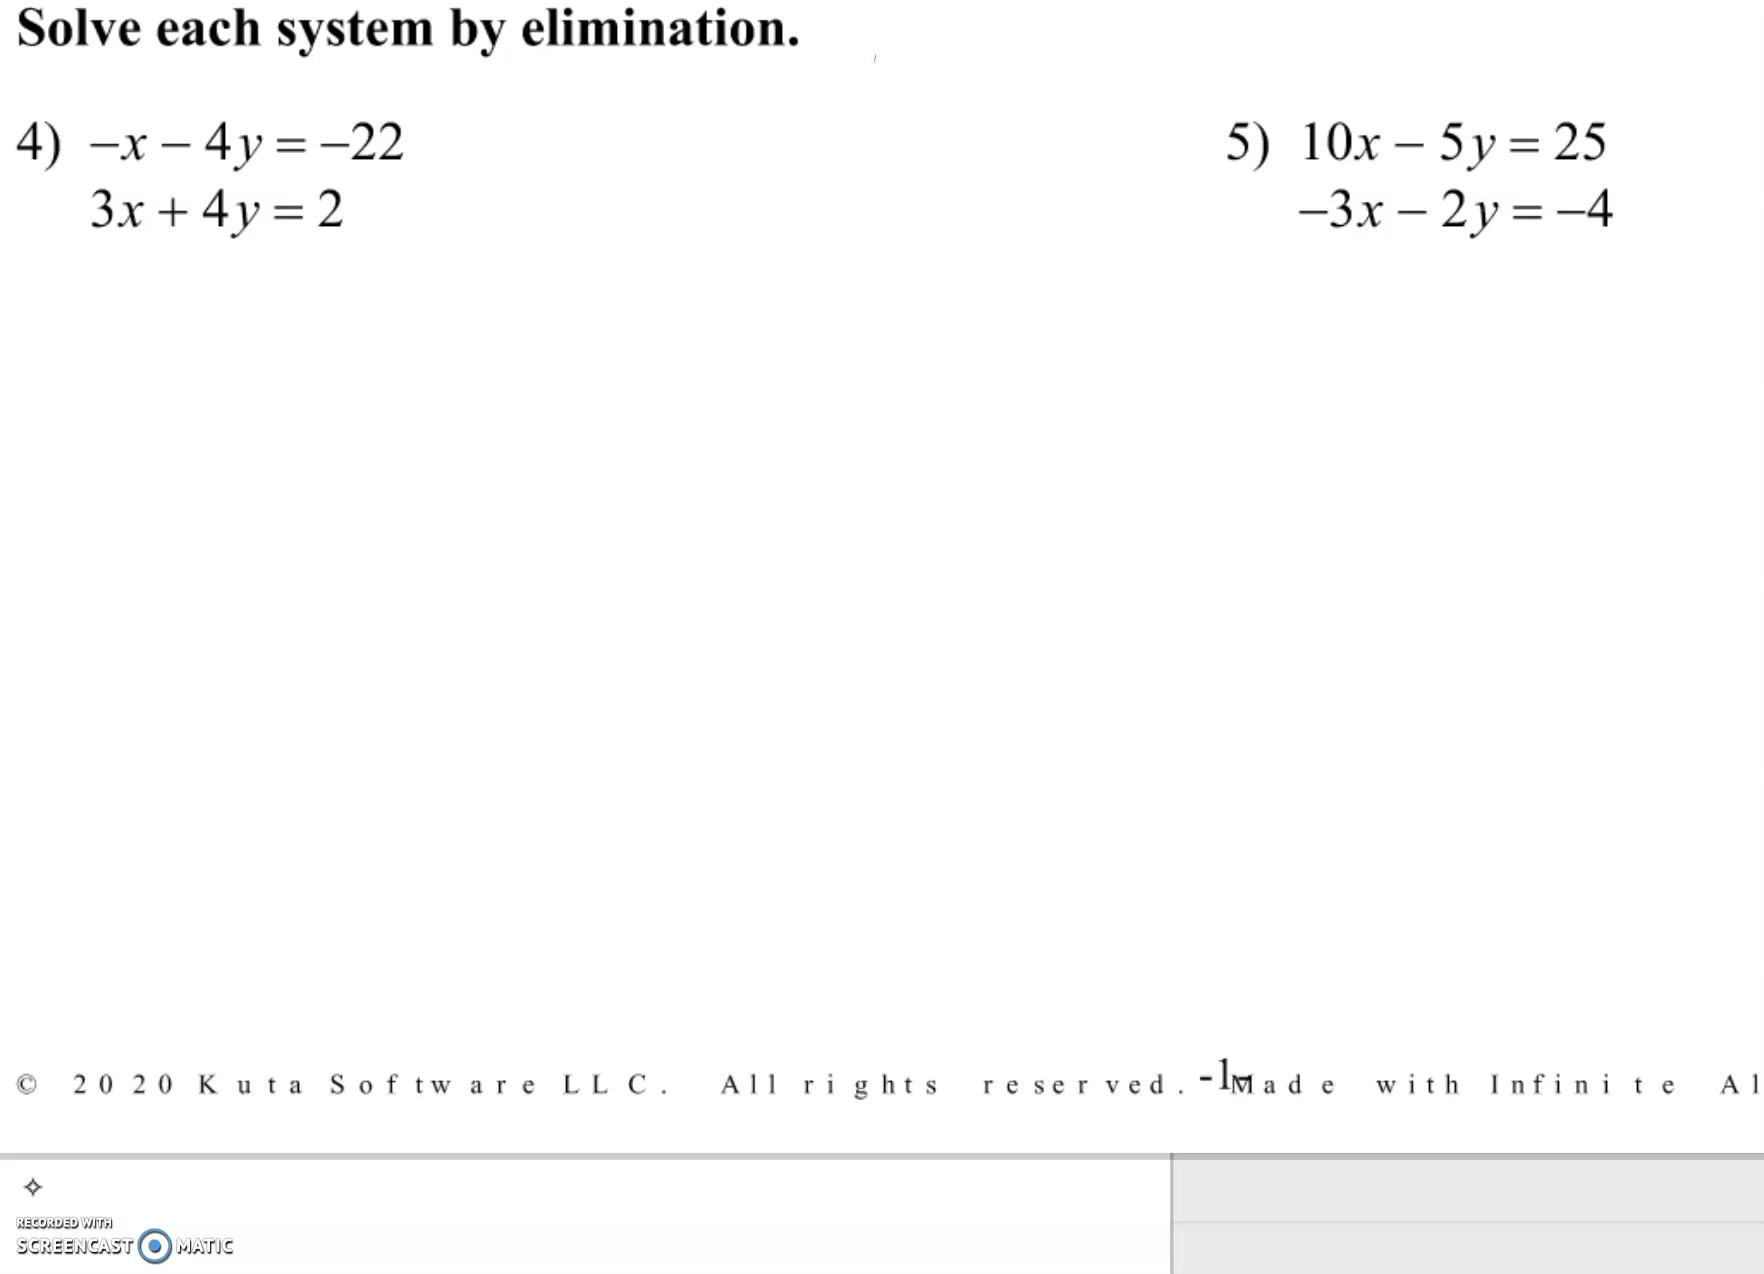 Solve each system by elimination.
4) −x − 4y = −22
3x + 4y = 2
5) 10x − 5y = 25
−3x − 2y = −4
© 2020 Kuta Software LLC. All rights reserved. -1- Made with Infinite Al
RECORDED WITH
SCREENCAST MATIC